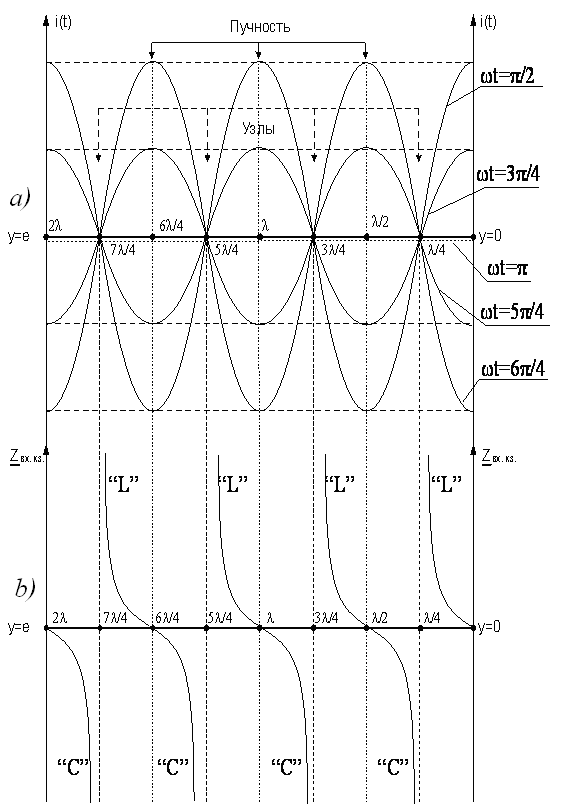 i(t) Пучность i(t)
ωt=π/2
Узлы
ωt=3π/4
a)
2λ 6λ/4 λ λ/2
y=e y=0
7λ/4 5λ/4 3λ/4 λ/4
ωt=π
ωt=5π/4
ωt=6π/4
Z вх. кз. Z вх. кз.
“L” “L” “L” “L”
b)
2λ 7λ/4 6λ/4 5λ/4 λ 3λ/4 λ/2 λ/4
y=e y=0
“C” “C” “C” “C”